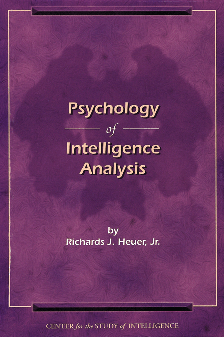 Psychology
of
Intelligence
Analysis
by
Richards J. Heuer, Jr.
CENTER for the STUDY of INTELLIGENCE